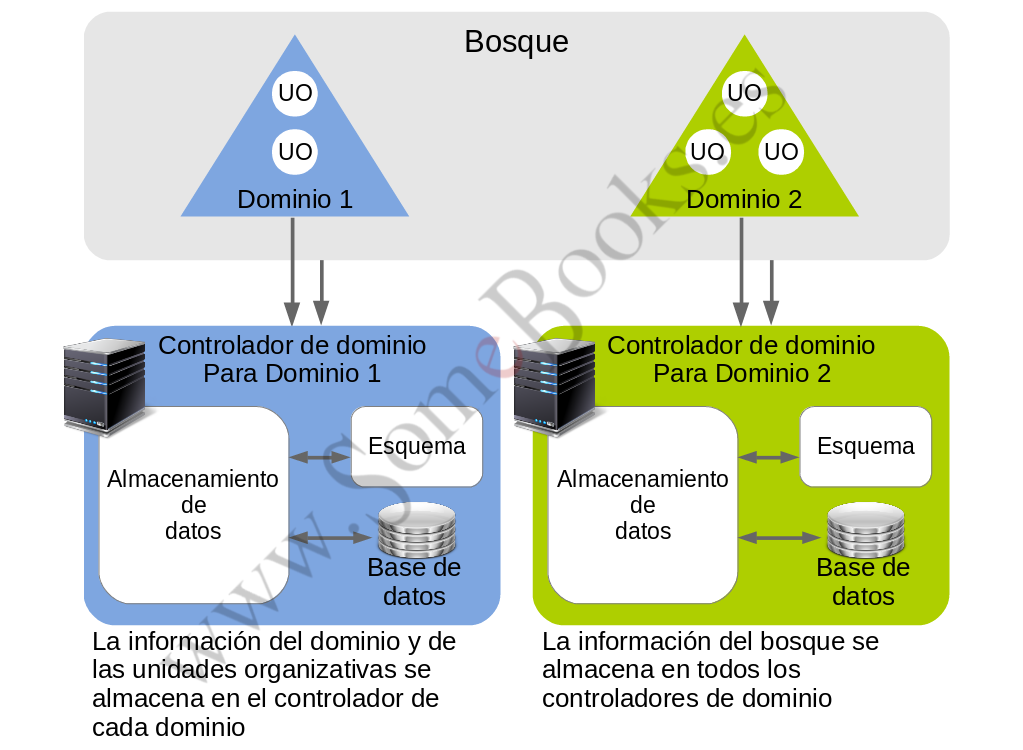 Bosque
UO
UO
Dominio 1
UO
UO
UO
Dominio 2
Controlador de dominio
Para Dominio 1
Almacenamiento
de
datos
Esquema
Base de
datos
Controlador de dominio
Para Dominio 2
Almacenamiento
de
datos
Esquema
Base de
datos
La información del dominio y de
las unidades organizativas se
almacena en el controlador de
cada dominio
La información del bosque se
almacena en todos los
controladores de dominio
www.SomeBooks.es